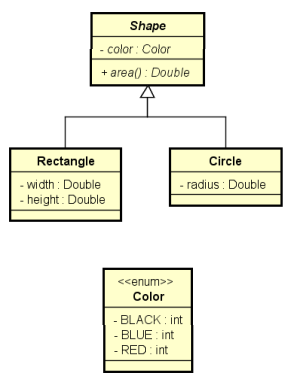 Shape
- color : Color
+ area() : Double
Rectangle
- width : Double
- height : Double
Circle
- radius : Double
<<enum>>
Color
- BLACK : int
- BLUE : int
- RED : int